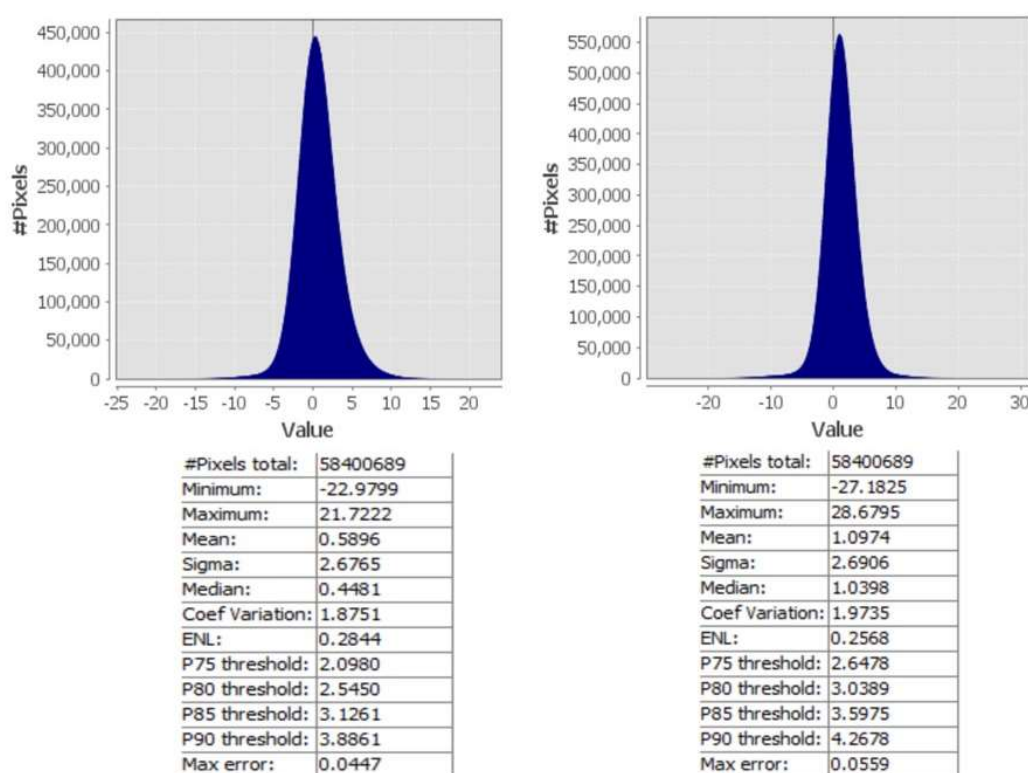 450,000
400,000
350,000
300,000
250,000
200,000
150,000
100,000
50,000
0
#Pixels
-25 -20 -15 -10 -5 0 5 10 15 20
Value
#Pixels total: 58400689
Minimum: -22.9799
Maximum: 21.7222
Mean: 0.5896
Sigma: 2.6765
Median: 0.4481
Coef Variation: 1.8751
ENL: 0.2844
P75 threshold: 2.0980
P80 threshold: 2.5450
P85 threshold: 3.1261
P90 threshold: 3.8861
Max error: 0.0447
550,000
500,000
450,000
400,000
350,000
300,000
250,000
200,000
150,000
100,000
50,000
0
#Pixels
-20 -10 0 10 20 30
Value
#Pixels total: 58400689
Minimum: -27.1825
Maximum: 28.6795
Mean: 1.0974
Sigma: 2.6906
Median: 1.0398
Coef Variation: 1.9735
ENL: 0.2568
P75 threshold: 2.6478
P80 threshold: 3.0389
P85 threshold: 3.5975
P90 threshold: 4.2678
Max error: 0.0559